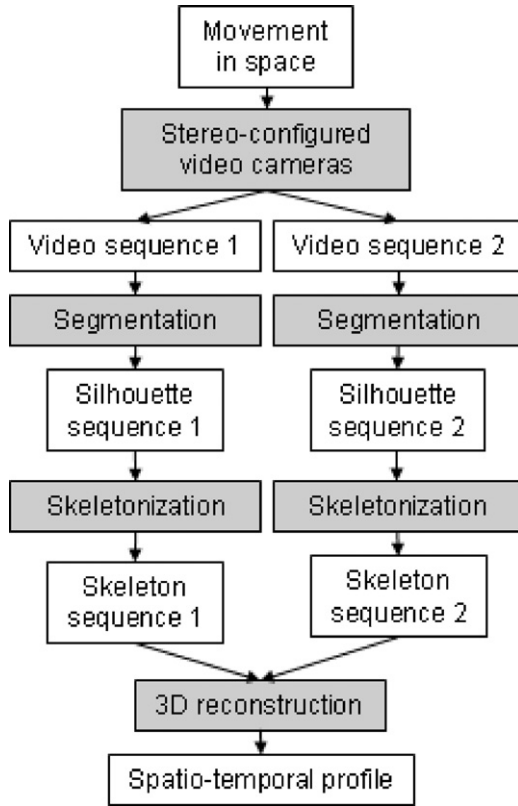 Movement
in space
Stereo-configured
video cameras
Video sequence 1
Video sequence 2
Segmentation
Segmentation
Silhouette
sequence 1
Silhouette
sequence 2
Skeletonization
Skeletonization
Skeleton
sequence 1
Skeleton
sequence 2
3D reconstruction
Spatio-temporal profile